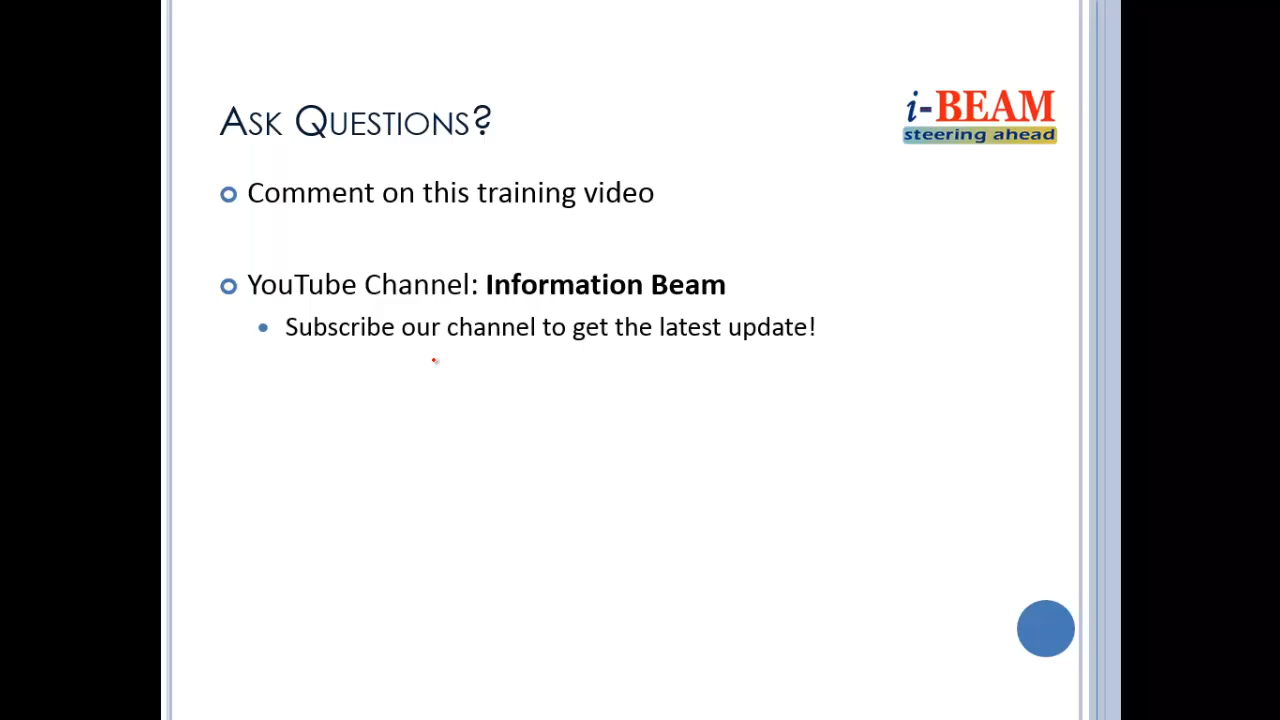 Ask Questions?
i-BEAM
steering ahead
Comment on this training video
YouTube Channel: Information Beam
Subscribe our channel to get the latest update!